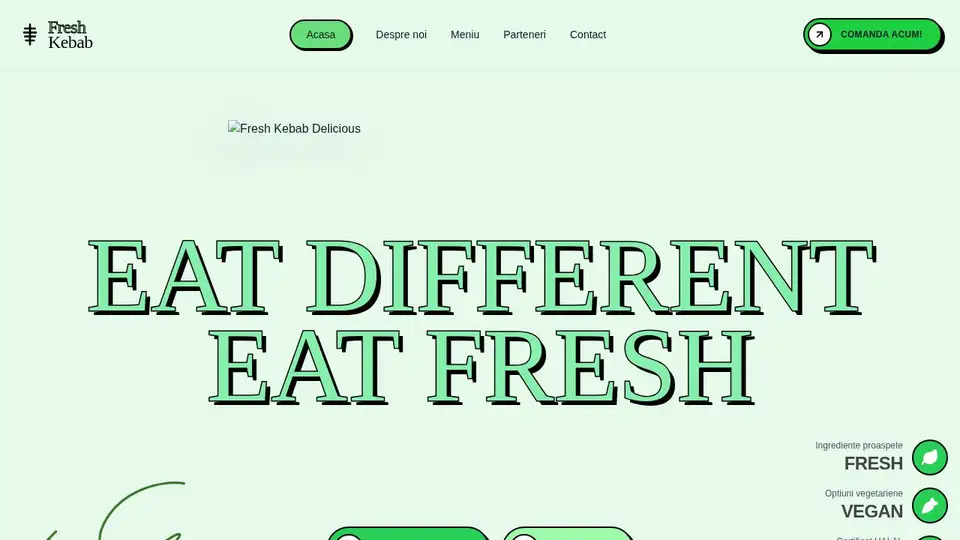 Fresh
Kebab
Acasa
Despre noi
Meniu
Parteneri
Contact
COMANDA ACUM!
Fresh Kebab Delicious
EAT DIFFERENT
EAT FRESH
Ingrediente proaspete
FRESH
Optiuni vegetariene
VEGAN